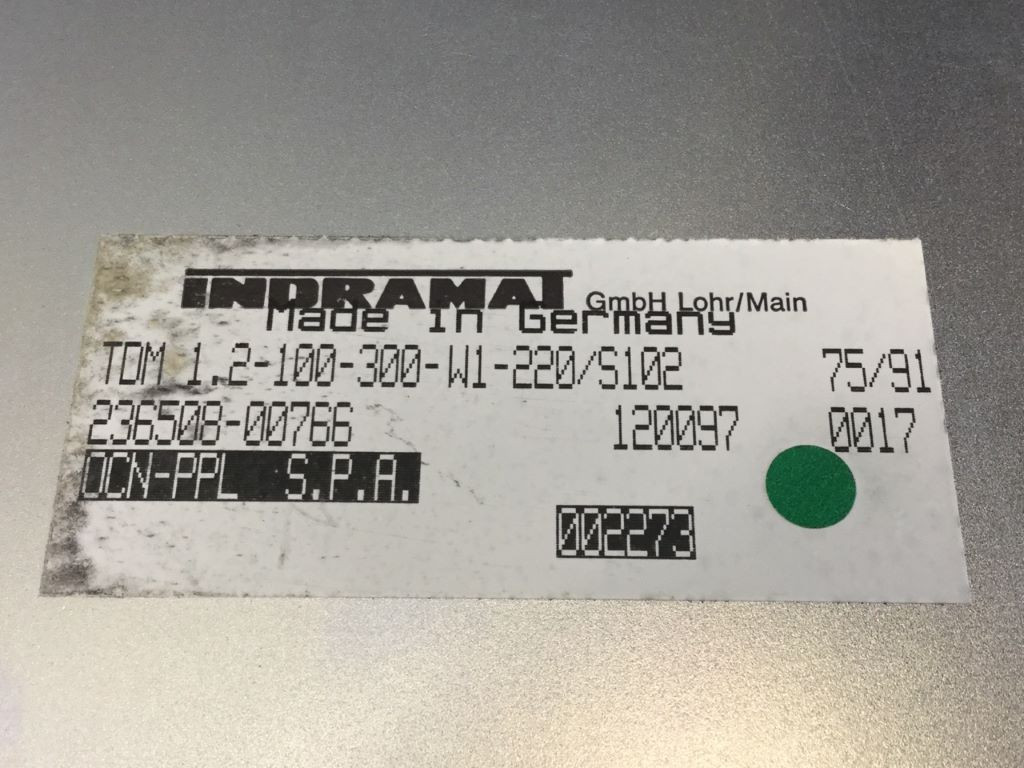 INDRAMAT GmbH Lohr/Main
Made in Germany
TDM 1.2-100-300-W1-220/S102 75/91
236508-00766 120097 0017
OCN-PPL S.P.A.
002273